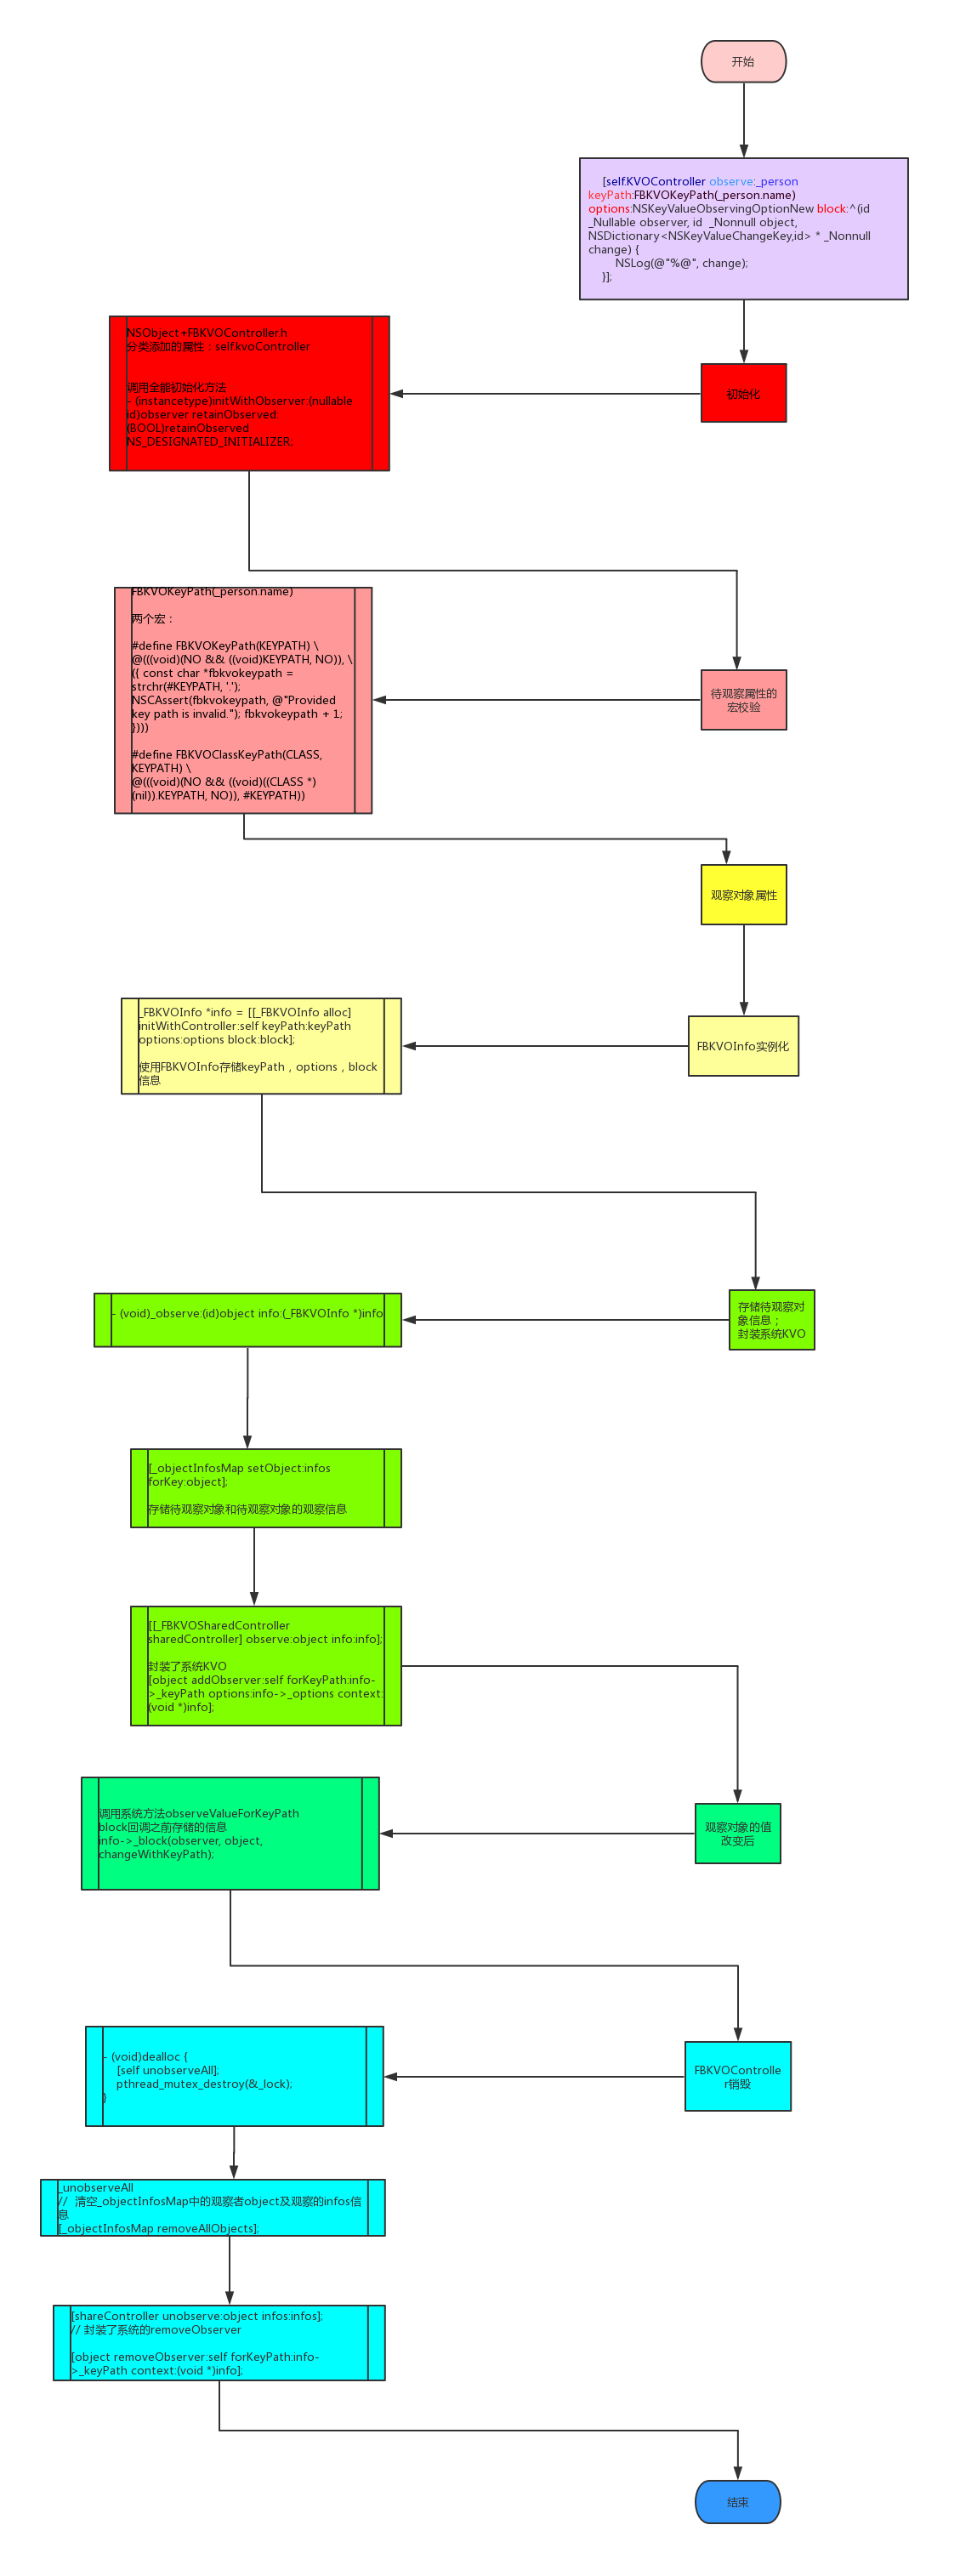 开始
[self.KVOController observe:_person
keyPath:FBKVOKeyPath(_person.name)
options:NSKeyValueObservingOptionNew block:^(id
_Nullable observer, id  _Nonnull object,
NSDictionary<NSKeyValueChangeKey,id> * _Nonnull
change) {
NSLog(@"%@", change);
}];
初始化
NSObject+FBKVOController.h
分类添加的属性：self.kvoController
调用全能初始化方法
- (instancetype)initWithObserver:(nullable
id)observer retainObserved:
(BOOL)retainObserved
NS_DESIGNATED_INITIALIZER;
待观察属性的
宏校验
FBKVOKeyPath(_person.name)
两个宏：
#define FBKVOKeyPath(KEYPATH) \
@(((void)(NO && ((void)KEYPATH, NO)), \
({ const char *fbkvokeypath =
strchr(#KEYPATH, '.');
NSCAssert(fbkvokeypath, @"Provided
key path is invalid."); fbkvokeypath + 1;
})))
#define FBKVOClassKeyPath(CLASS,
KEYPATH) \
@(((void)(NO && ((void)((CLASS *)
(nil)).KEYPATH, NO)), #KEYPATH))
观察对象属性
FBKVOInfo实例化
_FBKVOInfo *info = [[_FBKVOInfo alloc]
initWithController:self keyPath:keyPath
options:options block:block];
使用FBKVOInfo存储keyPath，options，block
信息
存储待观察对
象信息；
封装系统KVO
- (void)_observe:(id)object info:(_FBKVOInfo *)info
[_objectInfosMap setObject:infos
forKey:object];
存储待观察对象和待观察对象的观察信息
[[_FBKVOSharedController
sharedController] observe:object info:info];
封装了系统KVO
[object addObserver:self forKeyPath:info-
>_keyPath options:info->_options context:
(void *)info];
观察对象的值
改变后
调用系统方法observeValueForKeyPath
block回调之前存储的信息
info->_block(observer, object,
changeWithKeyPath);
FBKVOControlle
r销毁
- (void)dealloc {
[self unobserveAll];
pthread_mutex_destroy(&_lock);
}
_unobserveAll
//  清空_objectInfosMap中的观察者object及观察的infos信
息
[_objectInfosMap removeAllObjects];
[shareController unobserve:object infos:infos];
// 封装了系统的removeObserver
[object removeObserver:self forKeyPath:info-
>_keyPath context:(void *)info];
结束